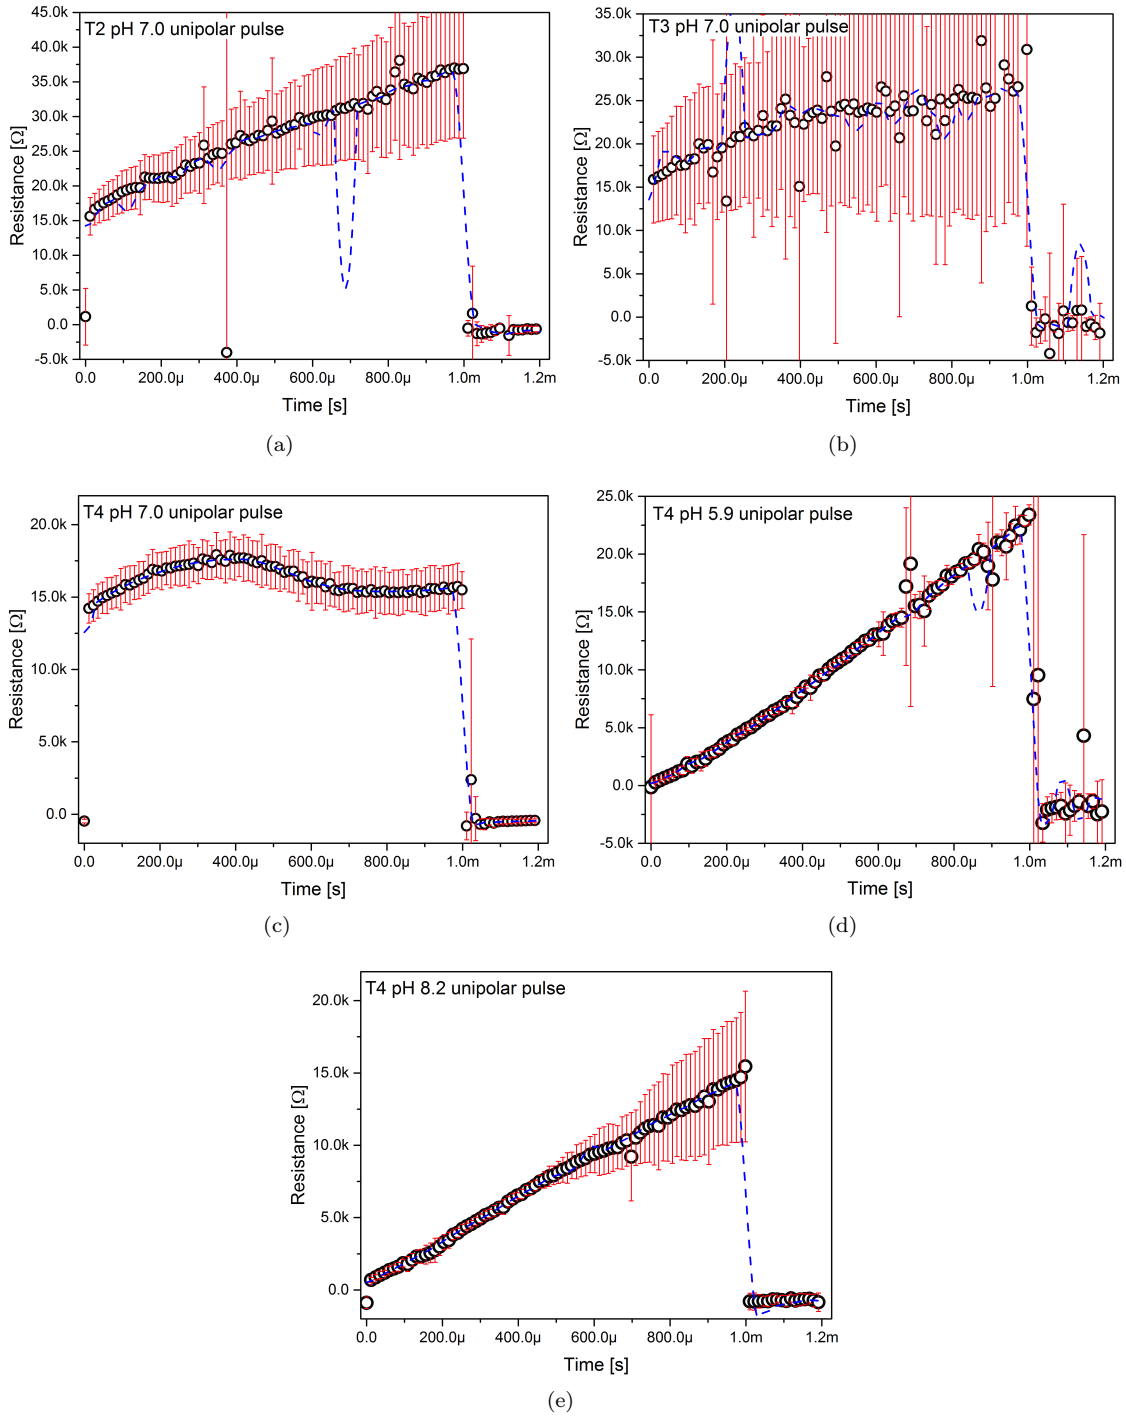 T2 pH 7.0 unipolar pulse
45.0k
40.0k
35.0k
30.0k
25.0k
20.0k
15.0k
10.0k
5.0k
0.0
-5.0k
Resistance [Ω]
0.0 200.0µ 400.0µ 600.0µ 800.0µ 1.0m 1.2m
Time [s]
(a)
T3 pH 7.0 unipolar pulse
35.0k
30.0k
25.0k
20.0k
15.0k
10.0k
5.0k
0.0
-5.0k
Resistance [Ω]
0.0 200.0µ 400.0µ 600.0µ 800.0µ 1.0m 1.2m
Time [s]
(b)
T4 pH 7.0 unipolar pulse
20.0k
15.0k
10.0k
5.0k
0.0
Resistance [Ω]
0.0 200.0µ 400.0µ 600.0µ 800.0µ 1.0m 1.2m
Time [s]
(c)
T4 pH 5.9 unipolar pulse
25.0k
20.0k
15.0k
10.0k
5.0k
0.0
-5.0k
Resistance [Ω]
0.0 200.0µ 400.0µ 600.0µ 800.0µ 1.0m 1.2m
Time [s]
(d)
T4 pH 8.2 unipolar pulse
20.0k
15.0k
10.0k
5.0k
0.0
Resistance [Ω]
0.0 200.0µ 400.0µ 600.0µ 800.0µ 1.0m 1.2m
Time [s]
(e)